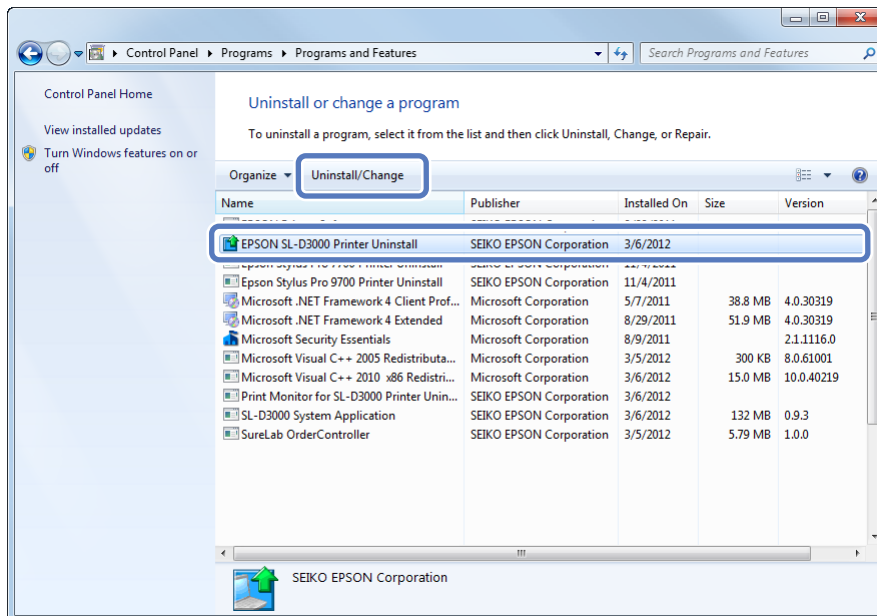 Control Panel Programs Programs and Features Search Programs and Features
Control Panel Home
View installed updates
Turn Windows features on or
off
Uninstall or change a program
To uninstall a program, select it from the list and then click Uninstall, Change, or Repair.
Organize Uninstall/Change
Name Publisher Installed On Size Version
EPSON SL-D3000 Printer Uninstall SEIKO EPSON Corporation 3/6/2012
Epson Stylus Pro 9700 Printer Uninstall SEIKO EPSON Corporation 11/4/2011
Microsoft .NET Framework 4 Client Prof... Microsoft Corporation 5/7/2011 38.8 MB 4.0.30319
Microsoft .NET Framework 4 Extended Microsoft Corporation 8/29/2011 51.9 MB 4.0.30319
Microsoft Security Essentials Microsoft Corporation 8/9/2011 2.1.1116.0
Microsoft Visual C++ 2005 Redistributa... Microsoft Corporation 3/5/2012 300 KB 8.0.61001
Microsoft Visual C++ 2010 x86 Redistri... Microsoft Corporation 3/6/2012 15.0 MB 10.0.40219
Print Monitor for SL-D3000 Printer Unin... SEIKO EPSON Corporation 3/6/2012
SL-D3000 System Application SEIKO EPSON Corporation 3/6/2012 132 MB 0.9.3
SureLab OrderController SEIKO EPSON Corporation 3/5/2012 5.79 MB 1.0.0
SEIKO EPSON Corporation